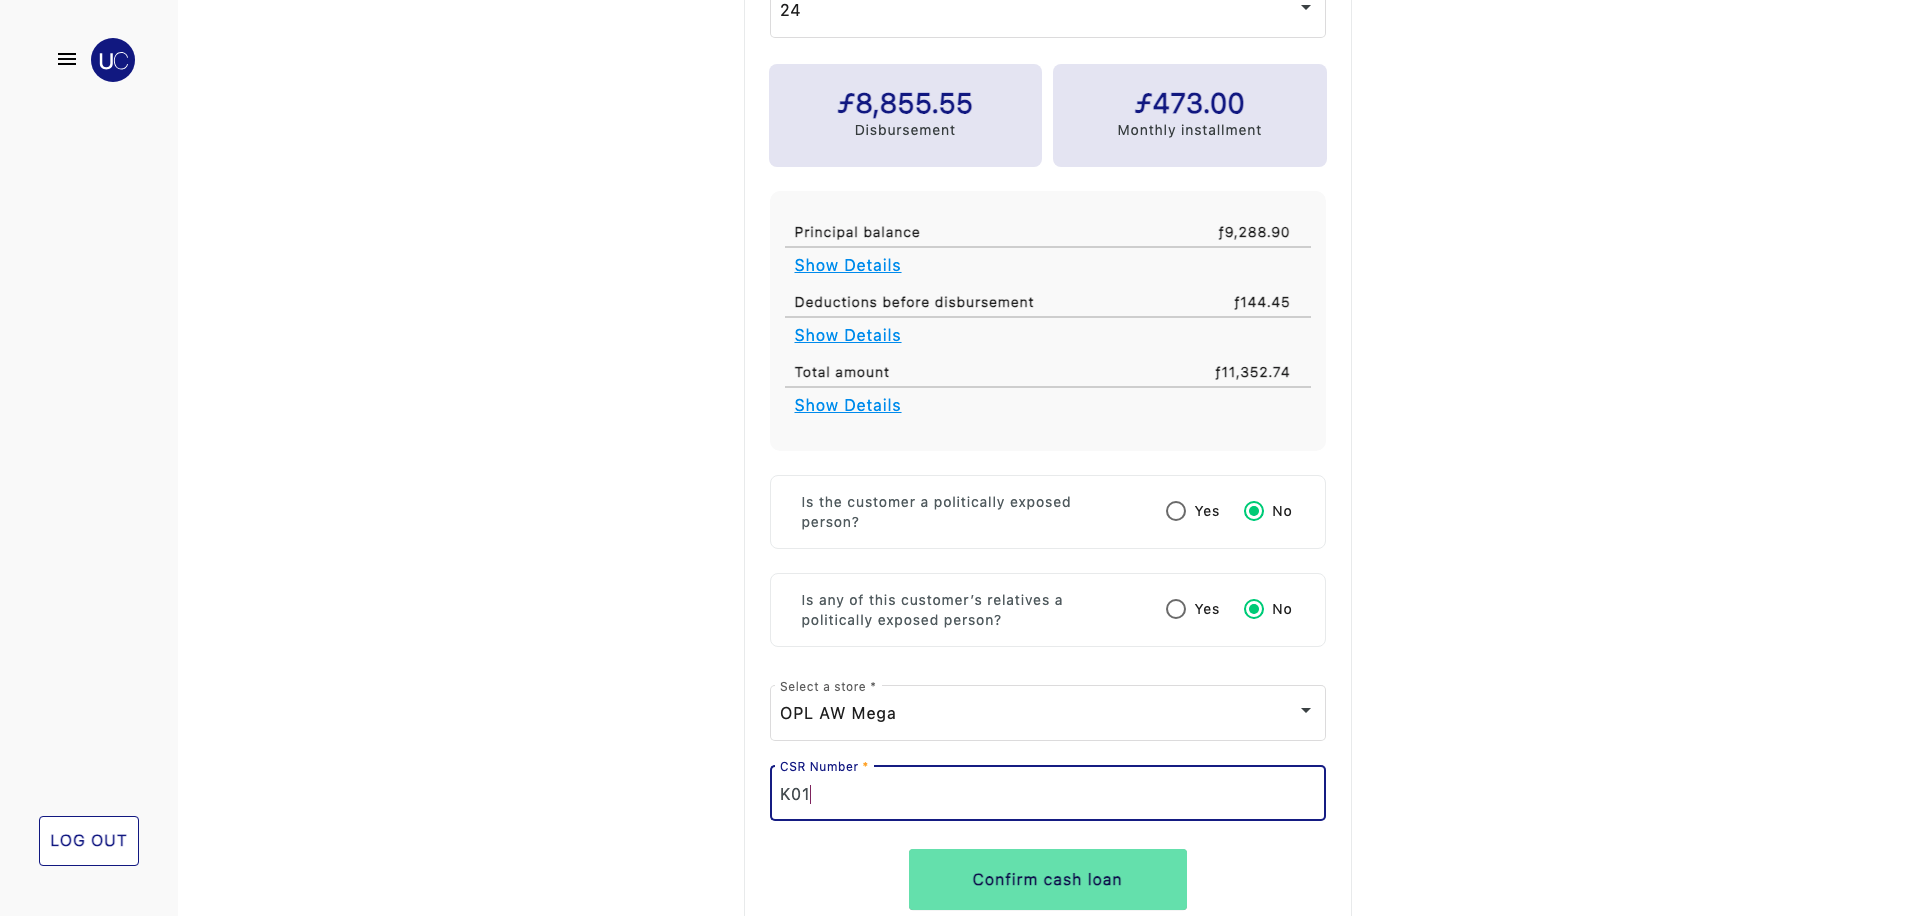 24
UC
ƒ8,855.55
Disbursement
ƒ473.00
Monthly installment
Principal balance ƒ9,288.90
Show Details
Deductions before disbursement ƒ144.45
Show Details
Total amount ƒ11,352.74
Show Details
Is the customer a politically exposed
person?
Yes No
Is any of this customer’s relatives a
politically exposed person?
Yes No
Select a store *
OPL AW Mega
CSR Number *
K01
LOG OUT
Confirm cash loan